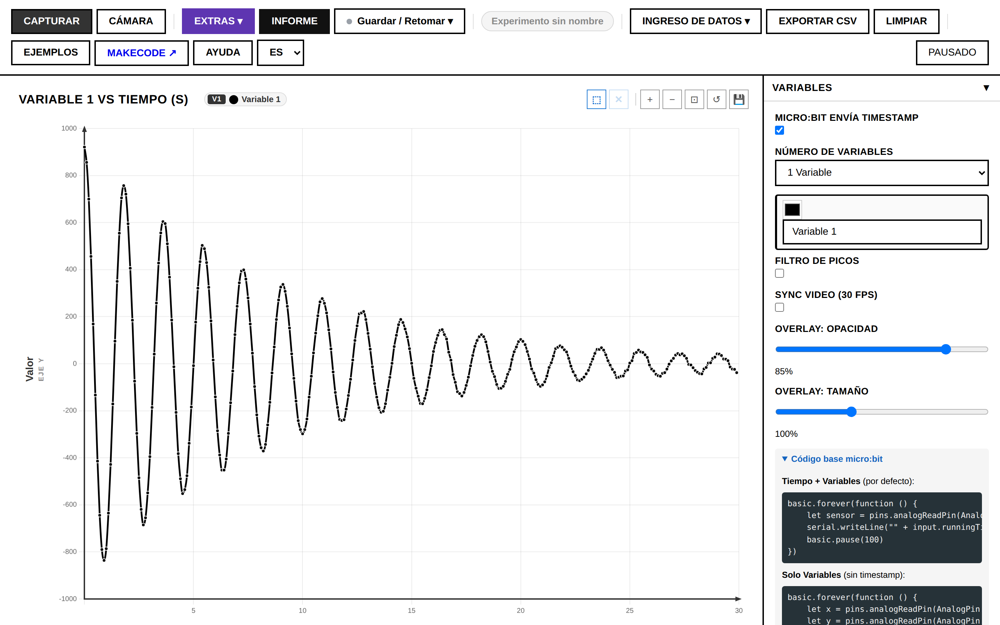 CAPTURAR CÁMARA EXTRAS ▾ INFORME Guardar / Retomar ▾ Experimento sin nombre INGRESO DE DATOS ▾ EXPORTAR CSV LIMPIAR
EJEMPLOS MAKECODE ↗ AYUDA ES PAUSADO
VARIABLE 1 VS TIEMPO (S) V1 Variable 1
1000
800
600
400
200
0
-200
-400
-600
-800
-1000
Valor
EJE Y
5 10 15 20 25 30
VARIABLES ▼
MICRO:BIT ENVÍA TIMESTAMP
NÚMERO DE VARIABLES
1 Variable
Variable 1
FILTRO DE PICOS
SYNC VIDEO (30 FPS)
OVERLAY: OPACIDAD
85%
OVERLAY: TAMAÑO
100%
Código base micro:bit
Tiempo + Variables (por defecto):
basic.forever(function () {
    let sensor = pins.analogReadPin(Analo
    serial.writeLine("" + input.runningTi
    basic.pause(100)
})
Solo Variables (sin timestamp):
basic.forever(function () {
    let x = pins.analogReadPin(AnalogPin
    let y = pins.analogReadPin(AnalogPin